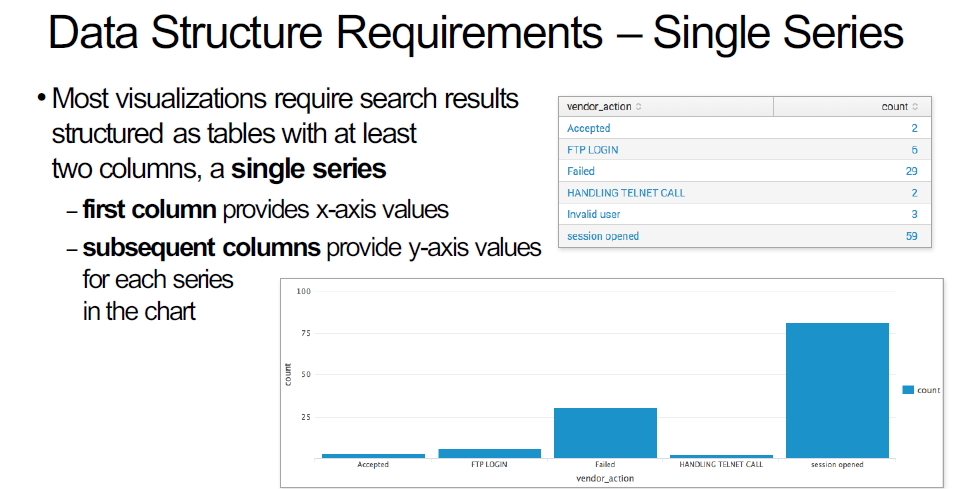 Data Structure Requirements – Single Series
• Most visualizations require search results
structured as tables with at least
two columns, a single series
– first column provides x-axis values
– subsequent columns provide y-axis values
for each series
in the chart
vendor_action count
Accepted 2
FTP LOGIN 5
Failed 29
HANDLING TELNET CALL 2
Invalid user 3
session opened 59
100
75
50
25
count
Accepted FTP LOGIN Failed HANDLING TELNET CALL session opened
vendor_action
count